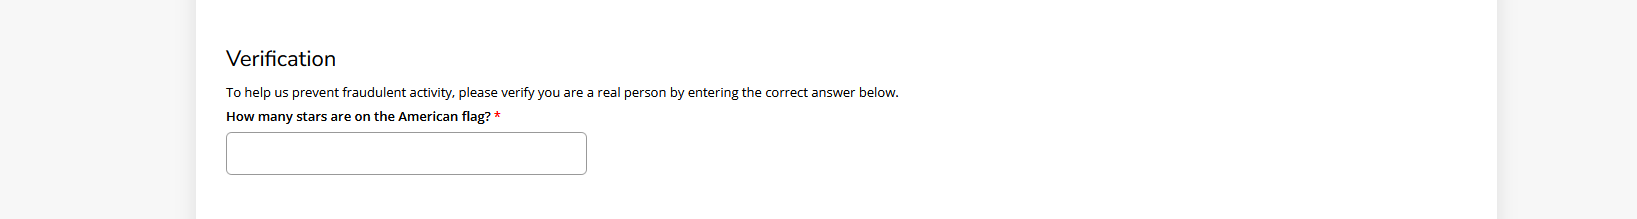 Verification
To help us prevent fraudulent activity, please verify you are a real person by entering the correct answer below.
How many stars are on the American flag? *